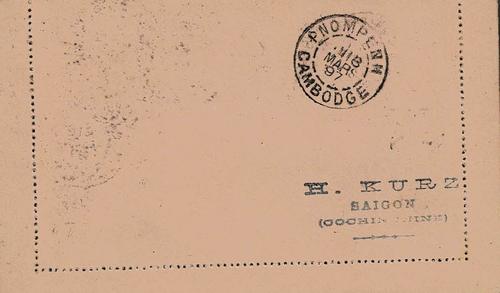 PNOMPENH
18
MARS
97
CAMBODGE
H. KURZ
SAIGON